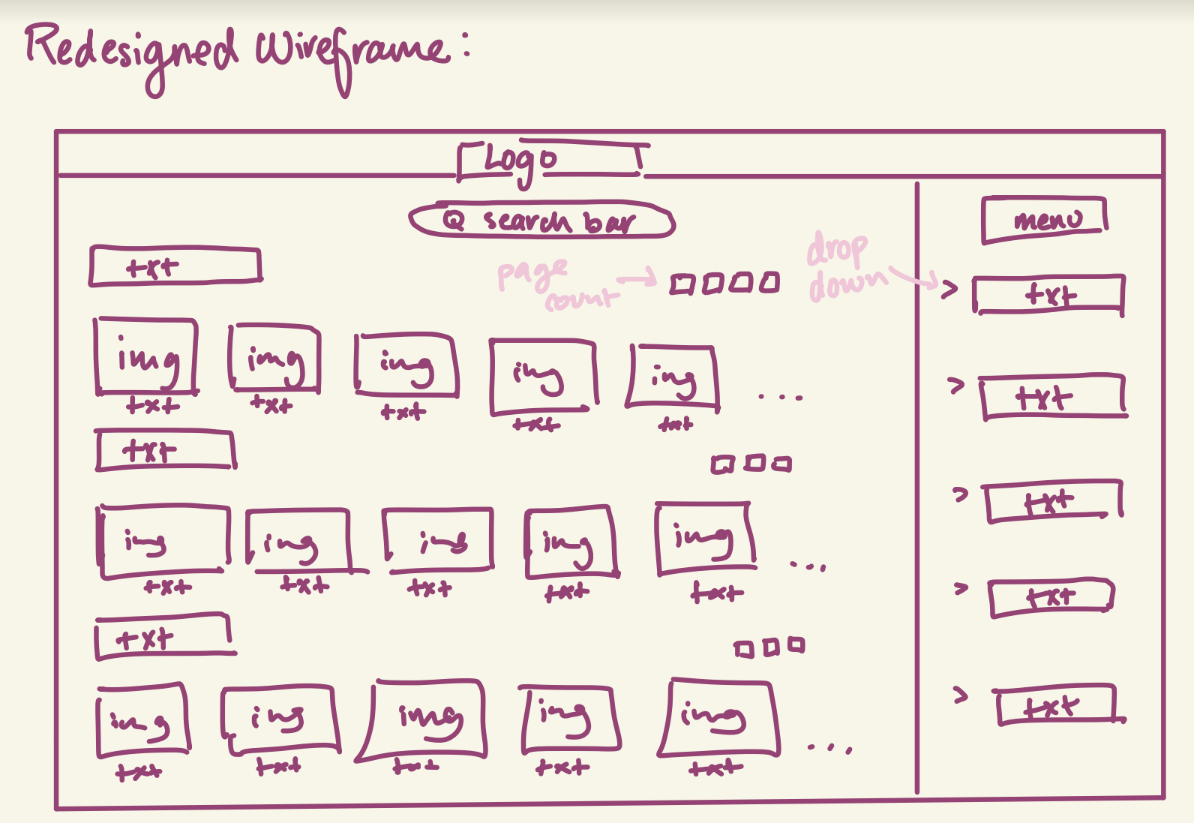 Redesigned Wireframe:
Logo
Q search bar
menu
txt
page
count
drop
down
txt
img img img img img
txt txt txt txt txt
...
txt
txt
img img img img img
txt txt txt txt txt
...
txt
txt
txt
img img img img img
txt txt txt txt txt
...
txt